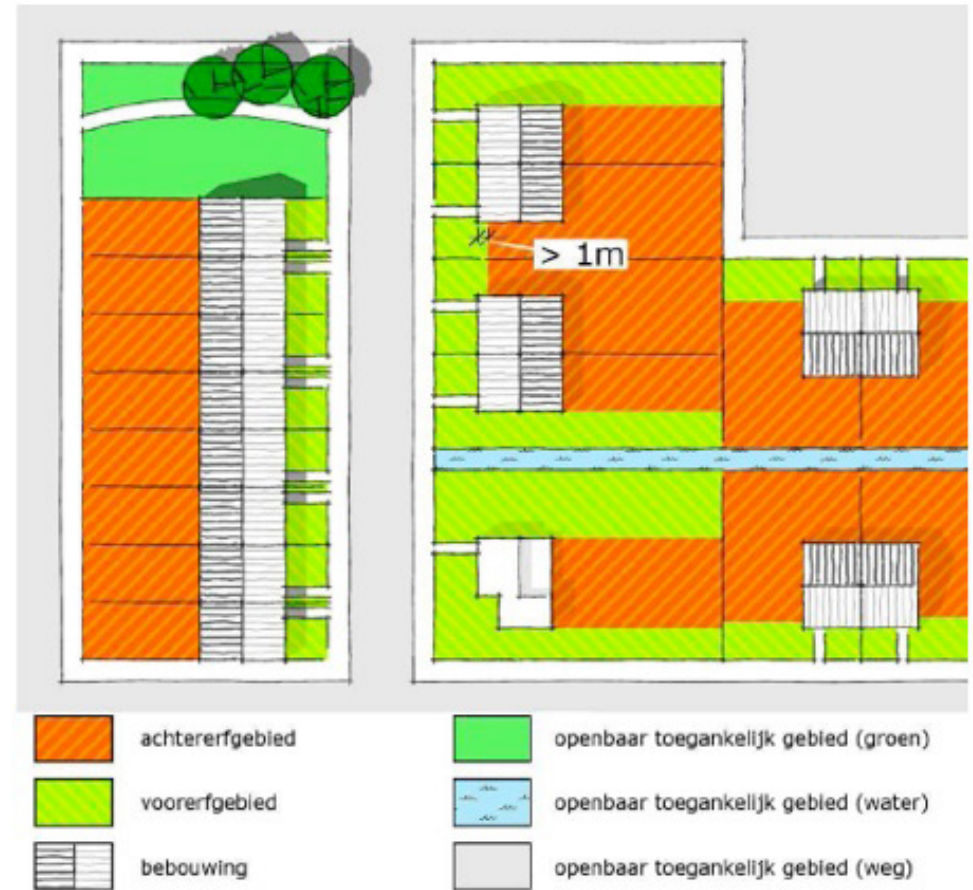 > 1m
achtererfgebied
voorerfgebied
bebouwing
openbaar toegankelijk gebied (groen)
openbaar toegankelijk gebied (water)
openbaar toegankelijk gebied (weg)